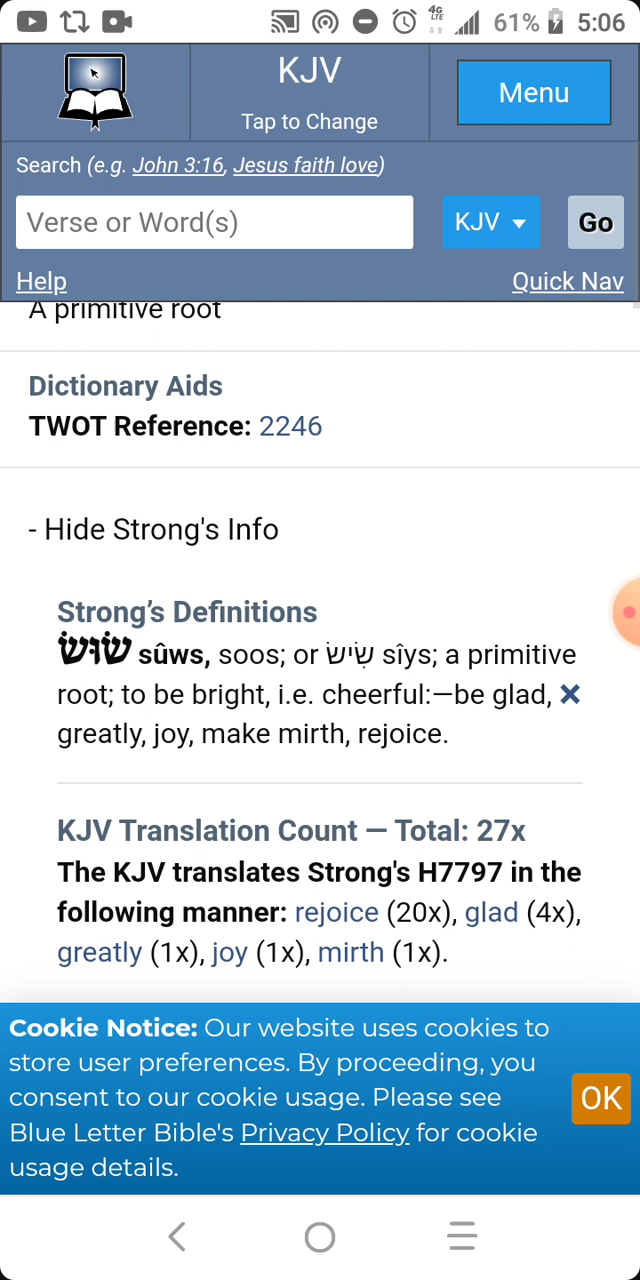 4G
LTE
61% 5:06
KJV
Tap to Change
Menu
Search (e.g. John 3:16, Jesus faith love)
Verse or Word(s)
KJV
Go
Help
Quick Nav
A primitive root
Dictionary Aids
TWOT Reference: 2246
- Hide Strong's Info
Strong’s Definitions
שׂוּשׂ sûws, soos; or שִׂישׂ sîys; a primitive
root; to be bright, i.e. cheerful:—be glad, ×
greatly, joy, make mirth, rejoice.
KJV Translation Count — Total: 27x
The KJV translates Strong's H7797 in the
following manner: rejoice (20x), glad (4x),
greatly (1x), joy (1x), mirth (1x).
Cookie Notice: Our website uses cookies to
store user preferences. By proceeding, you
consent to our cookie usage. Please see
Blue Letter Bible's Privacy Policy for cookie
usage details.
OK